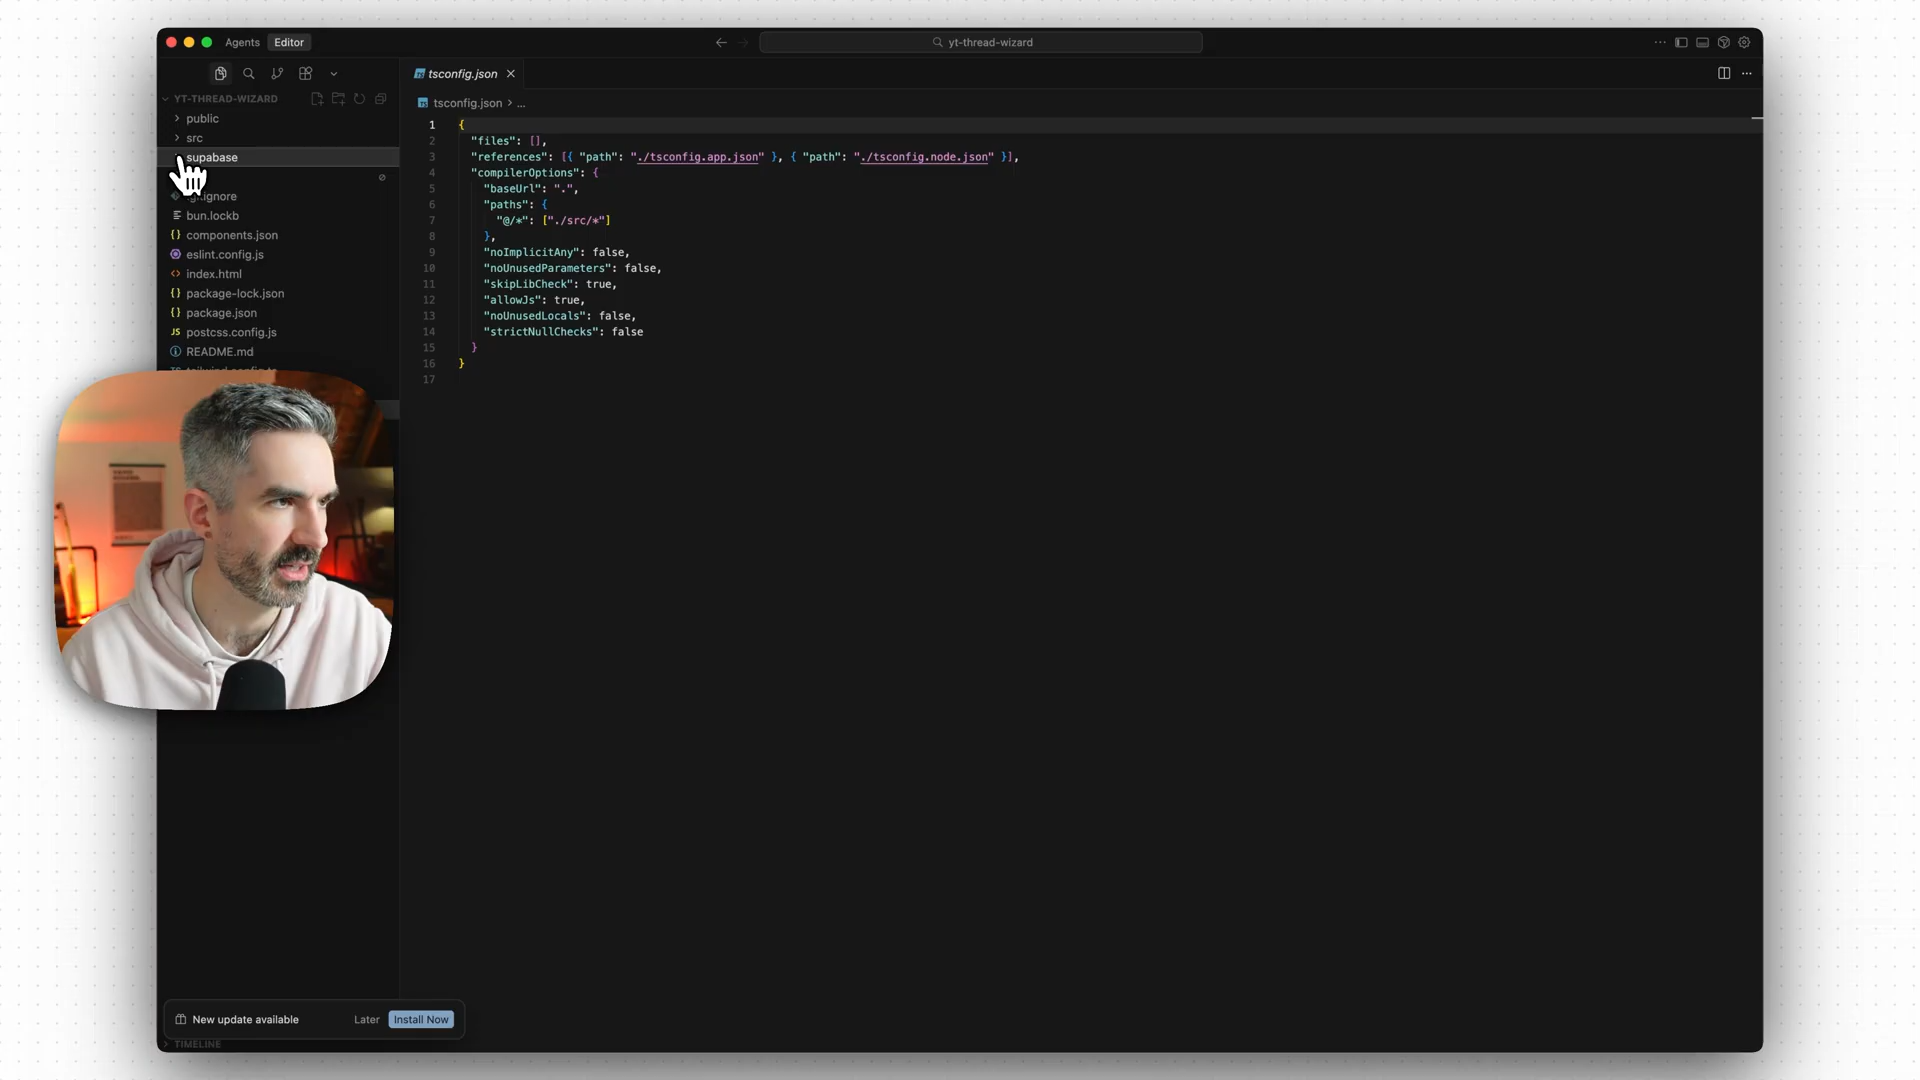 Agents Editor
yt-thread-wizard
tsconfig.json
YT-THREAD-WIZARD
public
src
supabase
bun.lockb
components.json
eslint.config.js
index.html
package-lock.json
package.json
postcss.config.js
README.md
tsconfig.json > ...
1 {
2 "files": [],
3 "references": [{ "path": "./tsconfig.app.json" }, { "path": "./tsconfig.node.json" }],
4 "compilerOptions": {
5 "baseUrl": ".",
6 "paths": {
7 "@/*": ["./src/*"]
8 },
9 "noImplicitAny": false,
10 "noUnusedParameters": false,
11 "skipLibCheck": true,
12 "allowJs": true,
13 "noUnusedLocals": false,
14 "strictNullChecks": false
15 }
16 }
17
New update available Later Install Now
TIMELINE